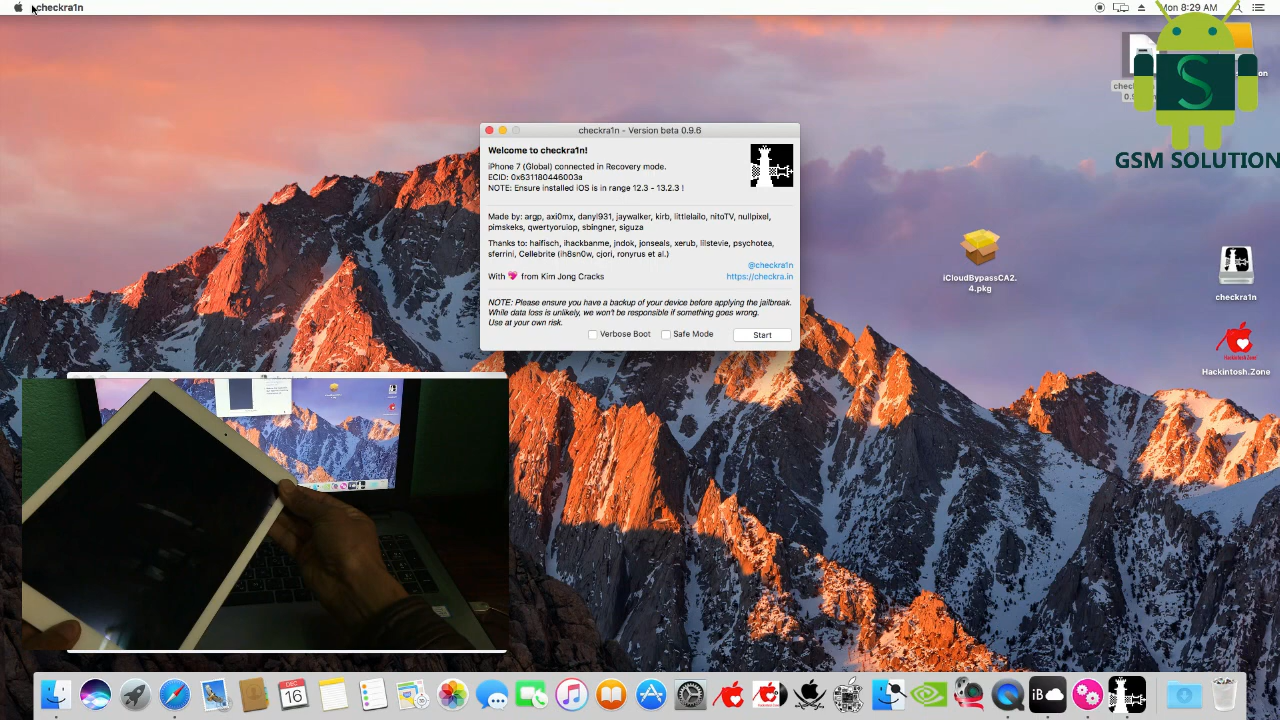 checkra1n
Mon 8:29 AM
GSM SOLUTION
checkra1n - Version beta 0.9.6
Welcome to checkra1n!
iPhone 7 (Global) connected in Recovery mode.
ECID: 0x631180446003a
NOTE: Ensure installed iOS is in range 12.3 - 13.2.3 !
Made by: argp, axi0mx, danyl931, jaywalker, kirb, littlelailo, nitoTV, nullpixel,
pimskeks, qwertyoruiop, sbingner, siguza
Thanks to: haifisch, ihackbanme, jndok, jonseals, xerub, lilstevie, psychotea,
sferrini, Cellebrite (ih8sn0w, cjori, ronyrus et al.)
@checkra1n
With from Kim Jong Cracks
https://checkra.in
NOTE: Please ensure you have a backup of your device before applying the jailbreak.
While data loss is unlikely, we won't be responsible if something goes wrong.
Use at your own risk.
Verbose Boot
Safe Mode
Start
iCloudBypassCA2.
4.pkg
checkra1n
Hackintosh.Zone
DEC
16
iB